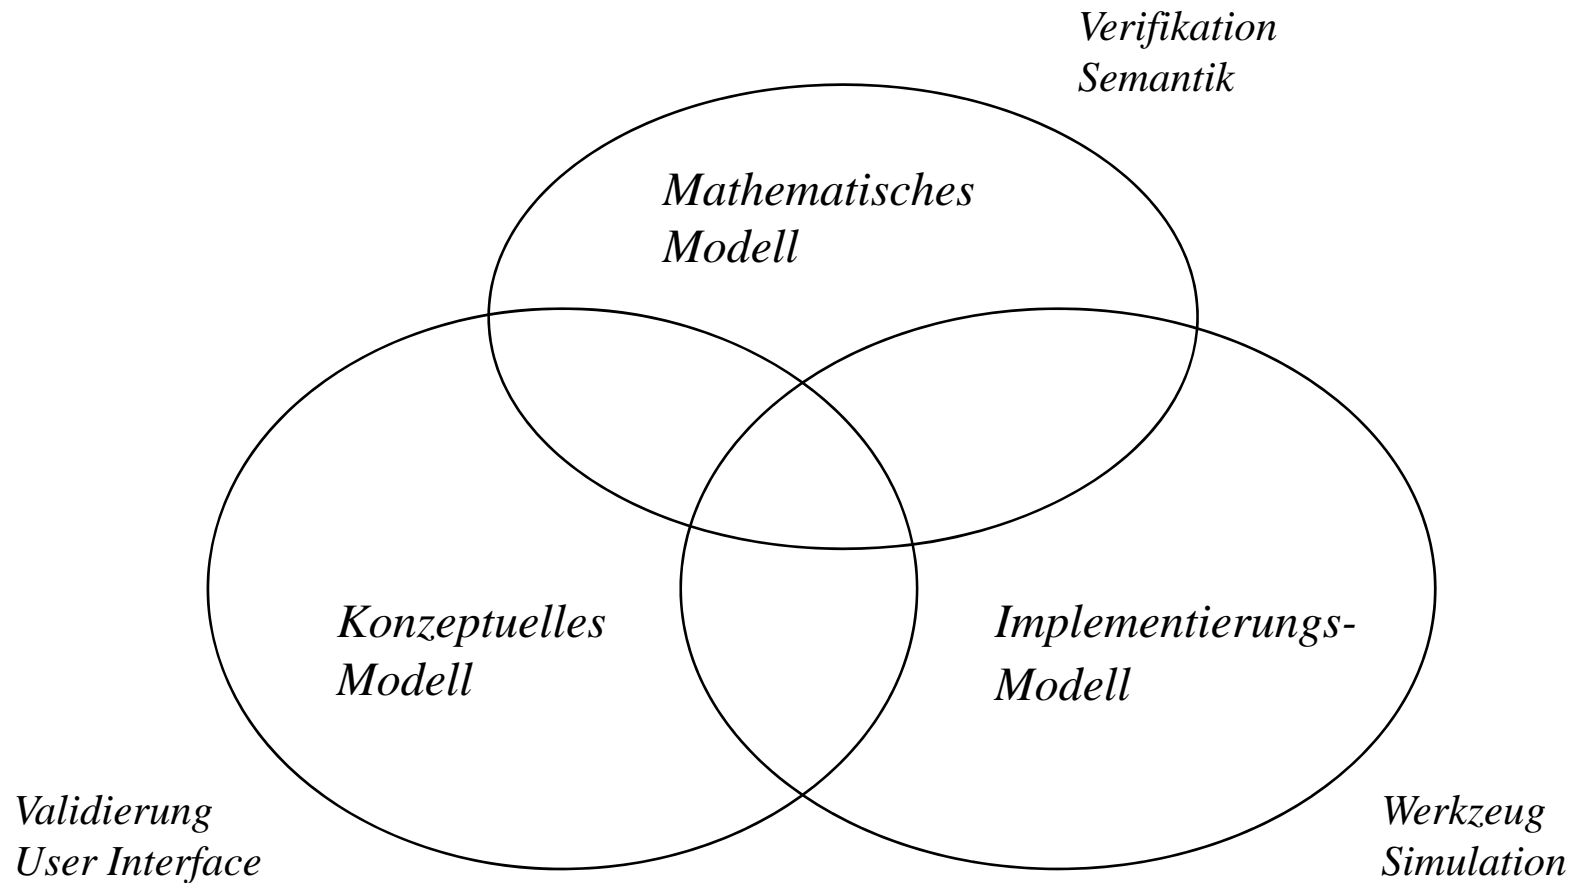 Verifikation
Semantik
Mathematisches
Modell
Konzeptuelles
Modell
Implementierungs-
Modell
Validierung
User Interface
Werkzeug
Simulation